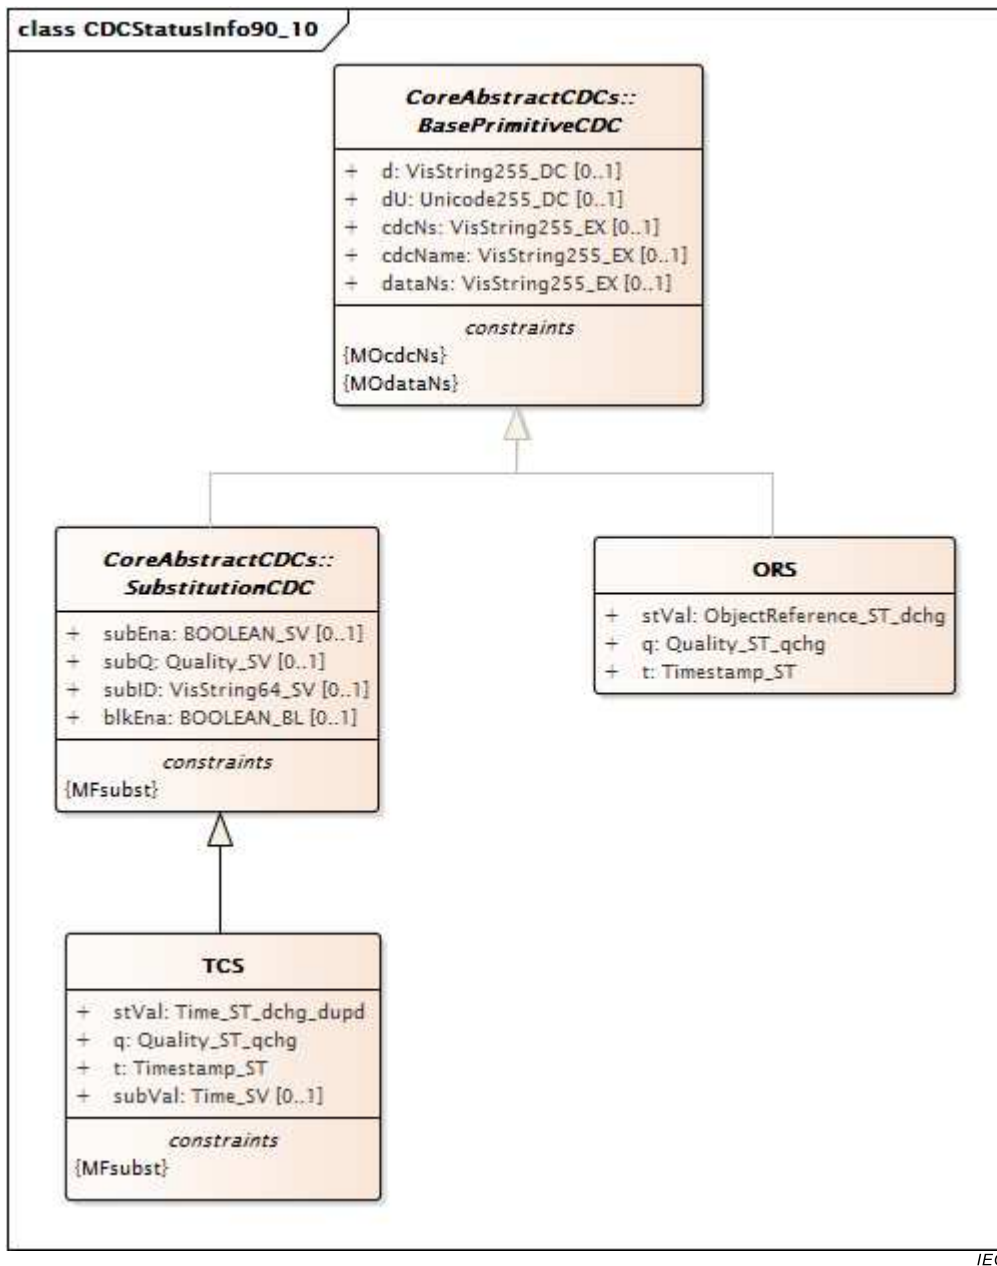 class CDCStatusInfo90_10
CoreAbstractCDCs::
BasePrimitiveCDC
+ d: VisString255_DC [0..1]
+ dU: Unicode255_DC [0..1]
+ cdcNs: VisString255_EX [0..1]
+ cdcName: VisString255_EX [0..1]
+ dataNs: VisString255_EX [0..1]
constraints
{MOcdcNs}
{MOdataNs}
CoreAbstractCDCs::
SubstitutionCDC
+ subEna: BOOLEAN_SV [0..1]
+ subQ: Quality_SV [0..1]
+ subID: VisString64_SV [0..1]
+ blkEna: BOOLEAN_BL [0..1]
constraints
{MFsubst}
ORS
+ stVal: ObjectReference_ST_dchg
+ q: Quality_ST_qchg
+ t: Timestamp_ST
TCS
+ stVal: Time_ST_dchg_dupd
+ q: Quality_ST_qchg
+ t: Timestamp_ST
+ subVal: Time_SV [0..1]
constraints
{MFsubst}